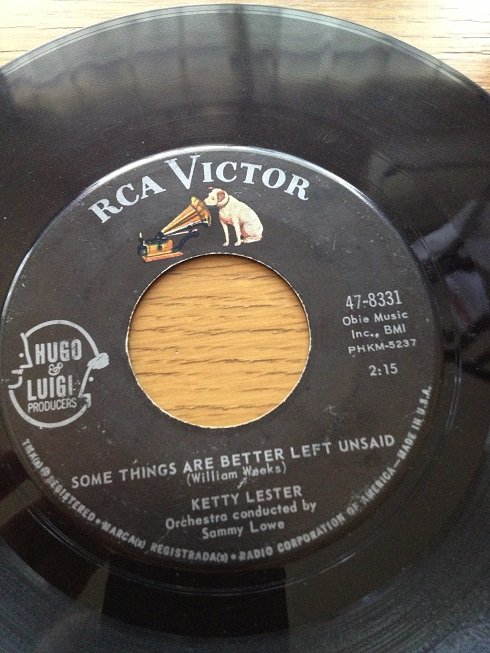 RCA VICTOR
47-8331
Obie Music
Inc., BMI
PHKM-5237
2:15
HUGO
&
LUIGI
PRODUCERS
SOME THINGS ARE BETTER LEFT UNSAID
(William Weeks)
KETTY LESTER
Orchestra conducted by
Sammy Lowe
TMK(s) ® REGISTERED • MARCA(s) REGISTRADA(s) • RADIO CORPORATION OF AMERICA—MADE IN U.S.A.